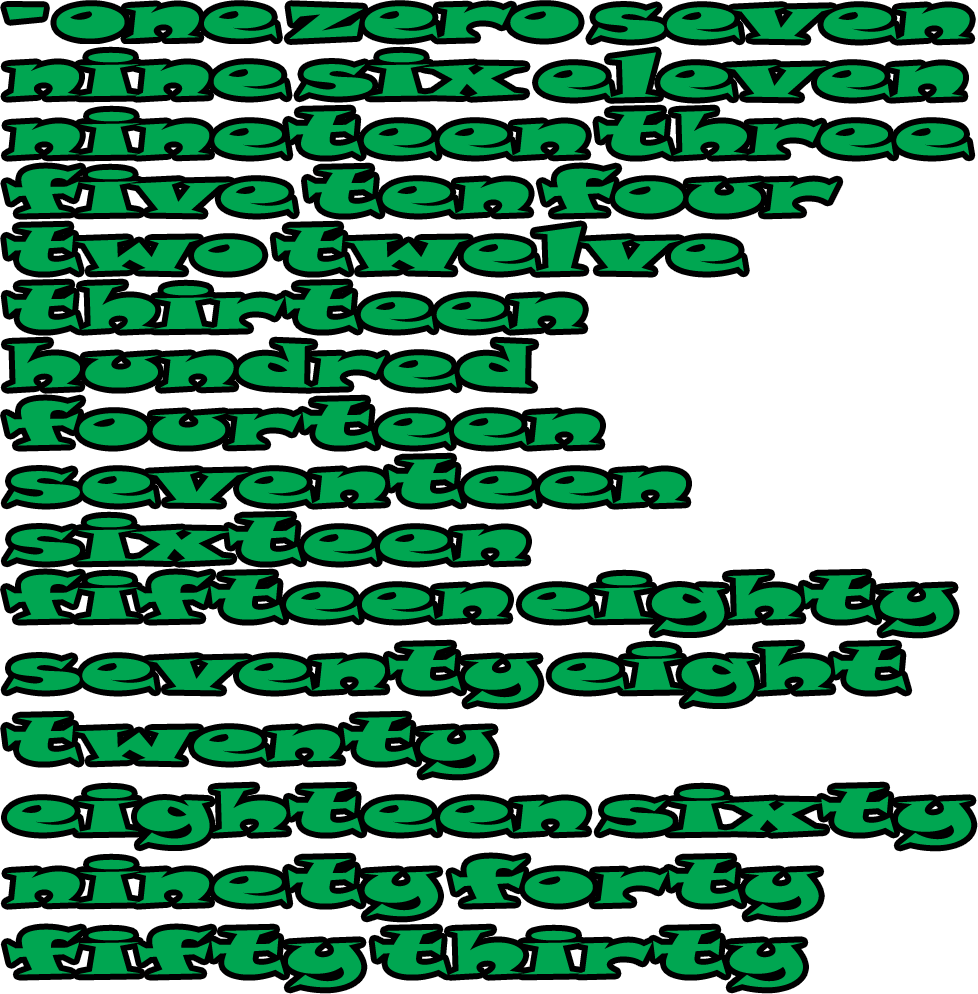 -one zero seven
nine six eleven
nineteen three
five ten four
two twelve
thirteen
hundred
fourteen
seventeen
sixteen
fifteen eighty
seventy eight
twenty
eighteen sixty
ninety forty
fifty thirty